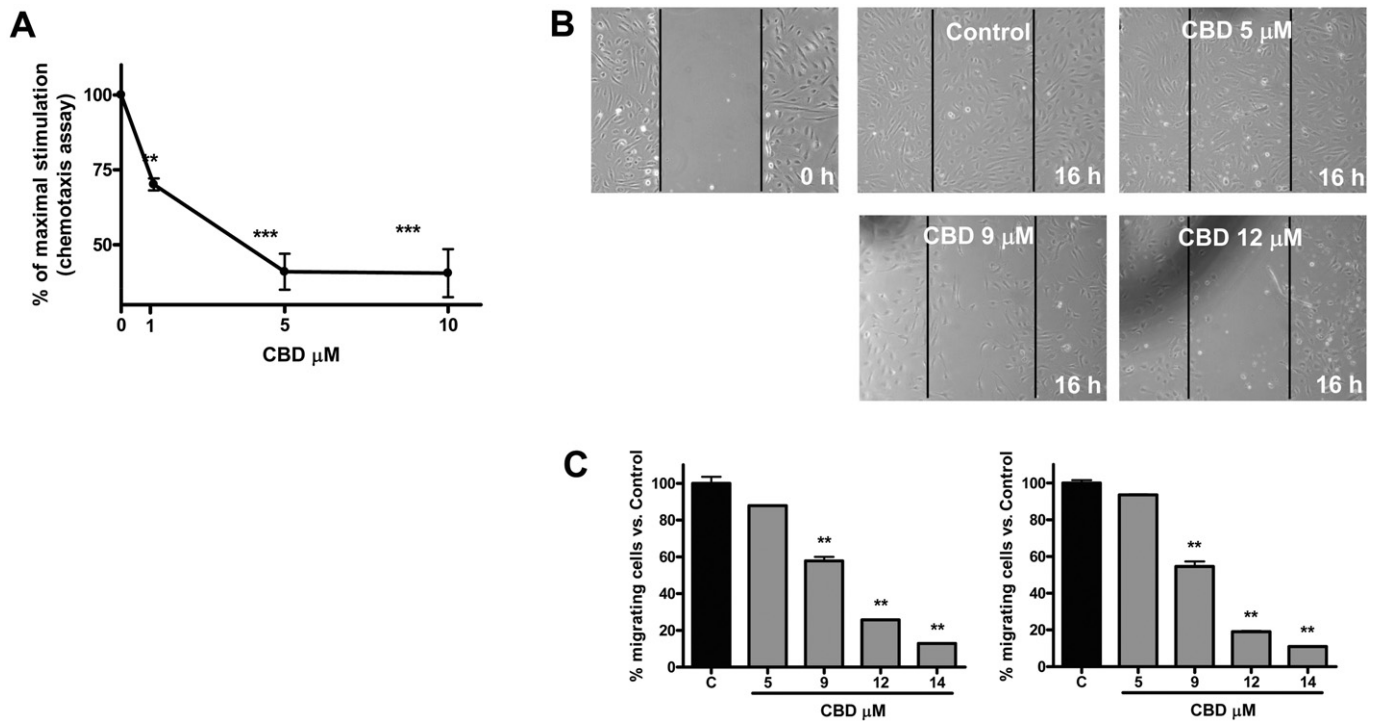 A
% of maximal stimulation
(chemotaxis assay)
100
75
50
**
***
***
0
1
5
10
CBD μM
B
0 h
Control
16 h
CBD 5 μM
16 h
CBD 9 μM
16 h
CBD 12 μM
16 h
C
% migrating cells vs. Control
100
80
60
40
20
0
**
**
**
C
5
9
12
14
CBD μM
% migrating cells vs. Control
100
80
60
40
20
0
**
**
**
C
5
9
12
14
CBD μM